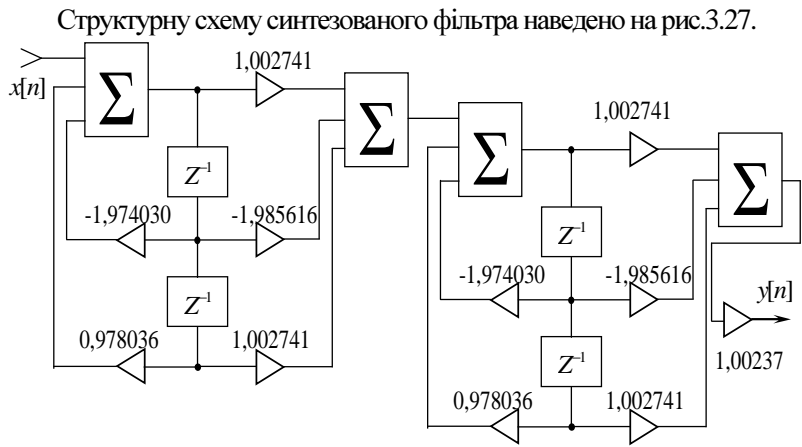 Структурну схему синтезованого фільтра наведено на рис.3.27.
x[n]
Σ
1,002741
Z⁻¹
-1,974030
-1,985616
Z⁻¹
0,978036
1,002741
Σ
Σ
1,002741
Z⁻¹
-1,974030
-1,985616
Z⁻¹
0,978036
1,002741
Σ
y[n]
1,00237